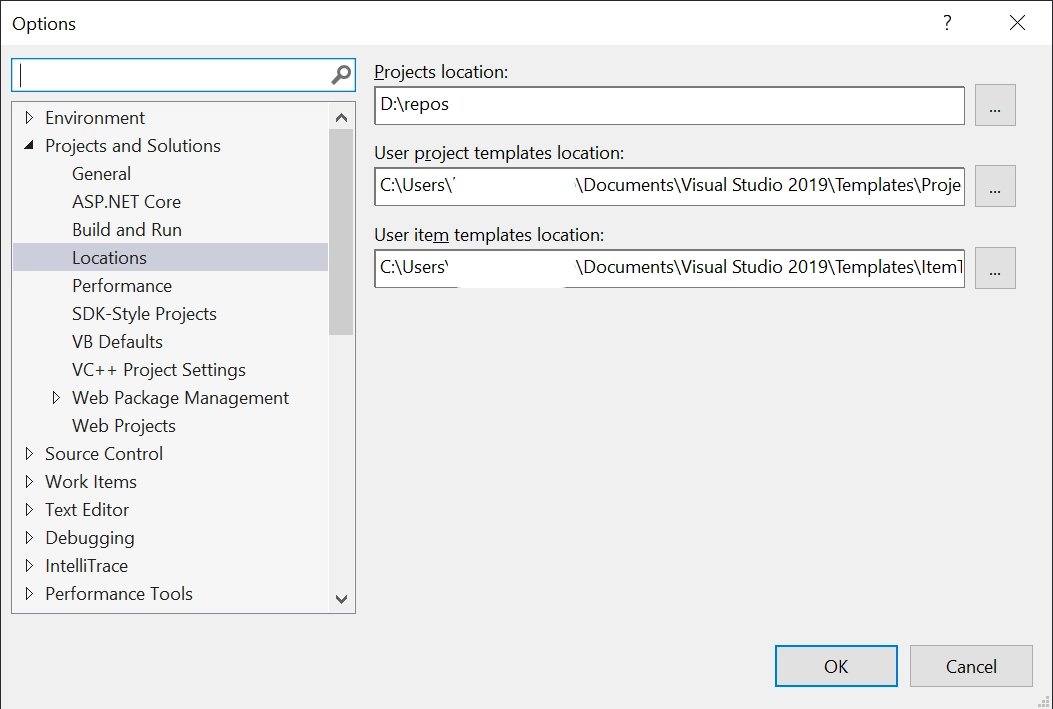 Options
?
Environment
Projects and Solutions
General
ASP.NET Core
Build and Run
Locations
Performance
SDK-Style Projects
VB Defaults
VC++ Project Settings
Web Package Management
Web Projects
Source Control
Work Items
Text Editor
Debugging
IntelliTrace
Performance Tools
Projects location:
D:\repos
...
User project templates location:
C:\Users\ \Documents\Visual Studio 2019\Templates\Proje
...
User item templates location:
C:\Users \Documents\Visual Studio 2019\Templates\Item
...
OK
Cancel